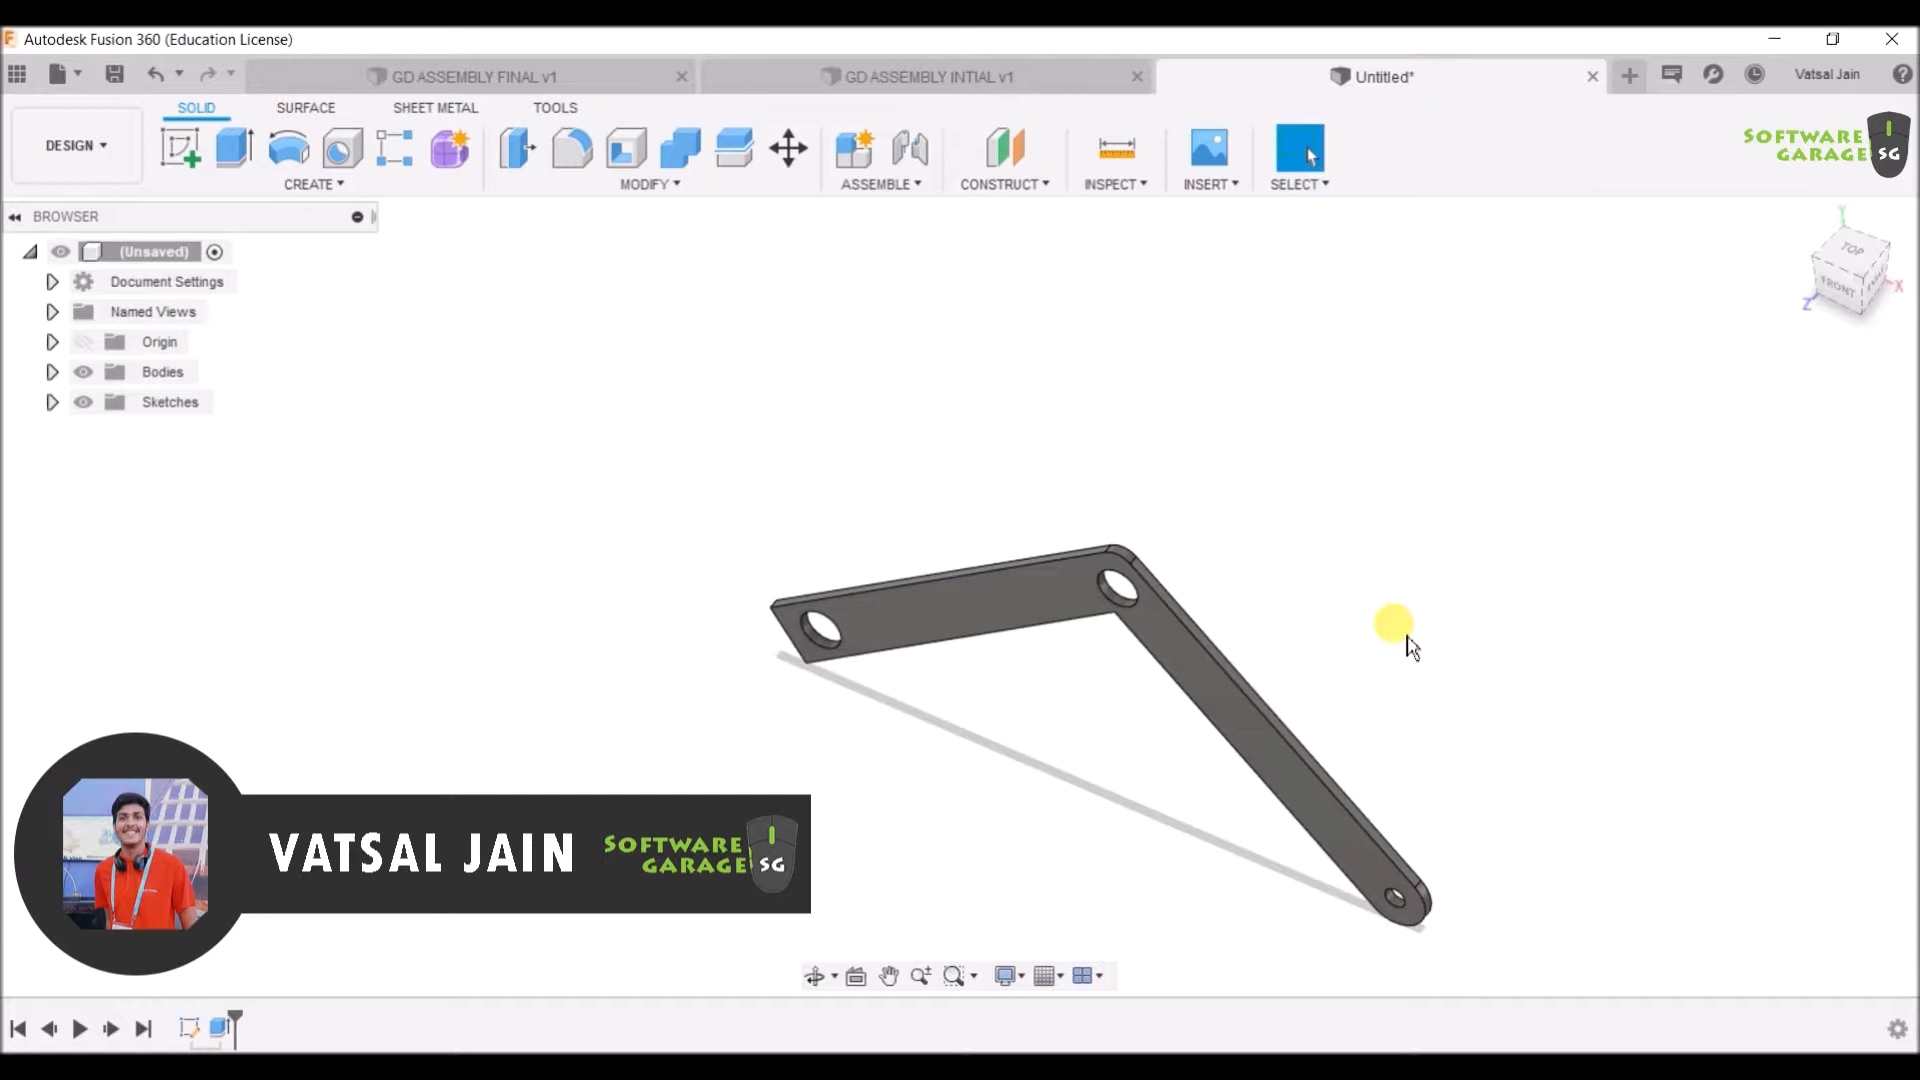 Autodesk Fusion 360 (Education License)
GD ASSEMBLY FINAL v1
GD ASSEMBLY INTIAL v1
Untitled*
Vatsal Jain
SOLID
SURFACE
SHEET METAL
TOOLS
DESIGN
CREATE
MODIFY
ASSEMBLE
CONSTRUCT
INSPECT
INSERT
SELECT
SOFTWARE
GARAGE SG
BROWSER
(Unsaved)
Document Settings
Named Views
Origin
Bodies
Sketches
Y
TOP
FRONT
X
Z
VATSAL JAIN
SOFTWARE
GARAGE SG